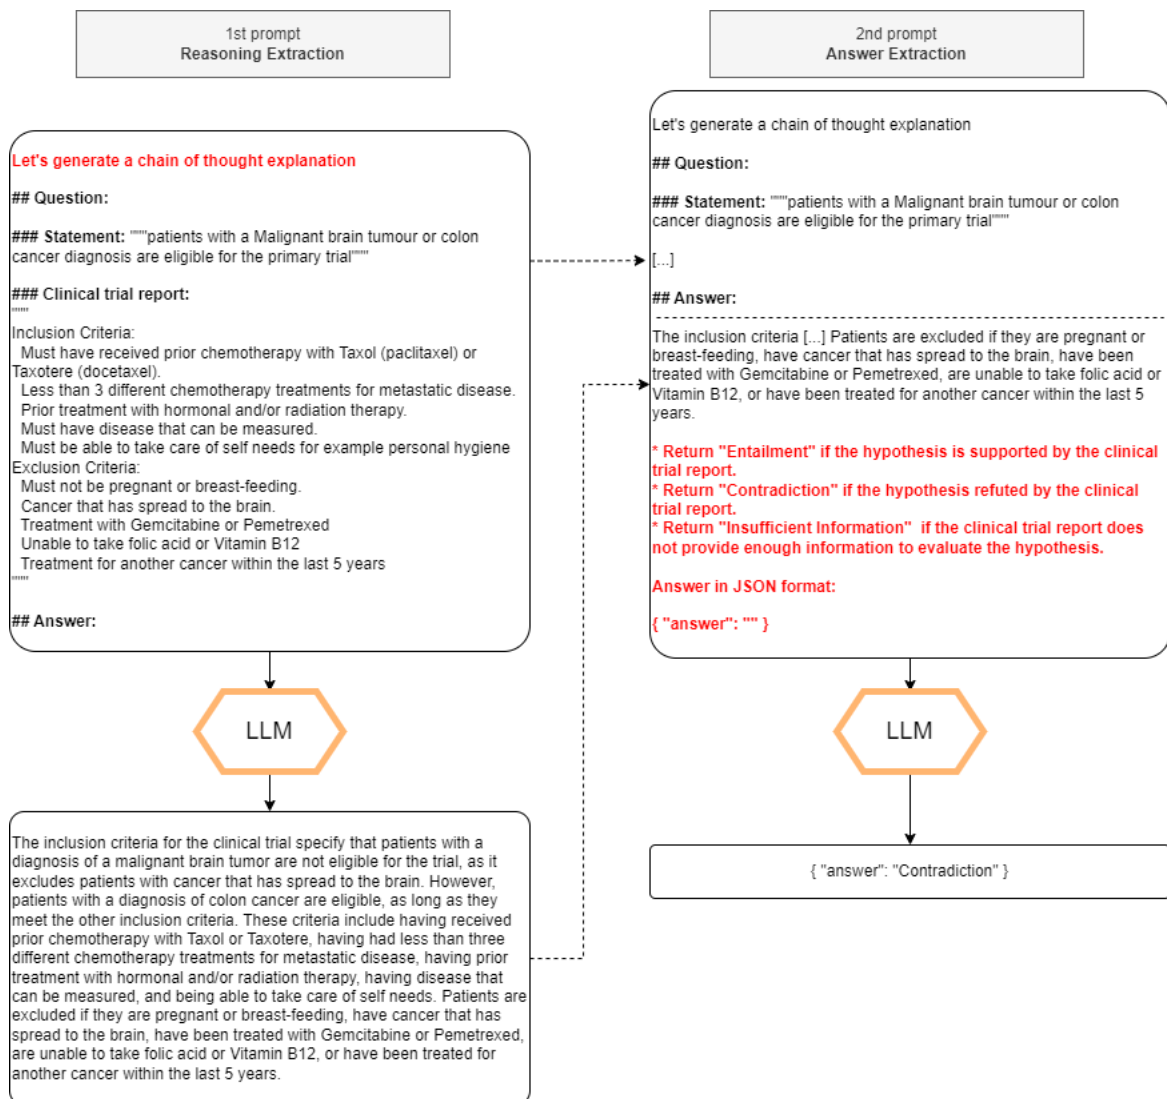 1st prompt
Reasoning Extraction
Let's generate a chain of thought explanation
## Question:
### Statement: """patients with a Malignant brain tumour or colon
cancer diagnosis are eligible for the primary trial"""
### Clinical trial report:
"""
Inclusion Criteria:
Must have received prior chemotherapy with Taxol (paclitaxel) or
Taxotere (docetaxel).
Less than 3 different chemotherapy treatments for metastatic disease.
Prior treatment with hormonal and/or radiation therapy.
Must have disease that can be measured.
Must be able to take care of self needs for example personal hygiene
Exclusion Criteria:
Must not be pregnant or breast-feeding.
Cancer that has spread to the brain.
Treatment with Gemcitabine or Pemetrexed
Unable to take folic acid or Vitamin B12
Treatment for another cancer within the last 5 years
"""
## Answer:
LLM
The inclusion criteria for the clinical trial specify that patients with a
diagnosis of a malignant brain tumor are not eligible for the trial, as it
excludes patients with cancer that has spread to the brain. However,
patients with a diagnosis of colon cancer are eligible, as long as they
meet the other inclusion criteria. These criteria include having received
prior chemotherapy with Taxol or Taxotere, having had less than three
different chemotherapy treatments for metastatic disease, having prior
treatment with hormonal and/or radiation therapy, having disease that
can be measured, and being able to take care of self needs. Patients are
excluded if they are pregnant or breast-feeding, have cancer that has
spread to the brain, have been treated with Gemcitabine or Pemetrexed,
are unable to take folic acid or Vitamin B12, or have been treated for
another cancer within the last 5 years.
2nd prompt
Answer Extraction
Let's generate a chain of thought explanation
## Question:
### Statement: """patients with a Malignant brain tumour or colon
cancer diagnosis are eligible for the primary trial"""
[...]
## Answer:
The inclusion criteria [...] Patients are excluded if they are pregnant or
breast-feeding, have cancer that has spread to the brain, have been
treated with Gemcitabine or Pemetrexed, are unable to take folic acid or
Vitamin B12, or have been treated for another cancer within the last 5
years.
* Return "Entailment" if the hypothesis is supported by the clinical
trial report.
* Return "Contradiction" if the hypothesis refuted by the clinical
trial report.
* Return "Insufficient Information"  if the clinical trial report does
not provide enough information to evaluate the hypothesis.
Answer in JSON format:
{ "answer": "" }
LLM
{ "answer": "Contradiction" }